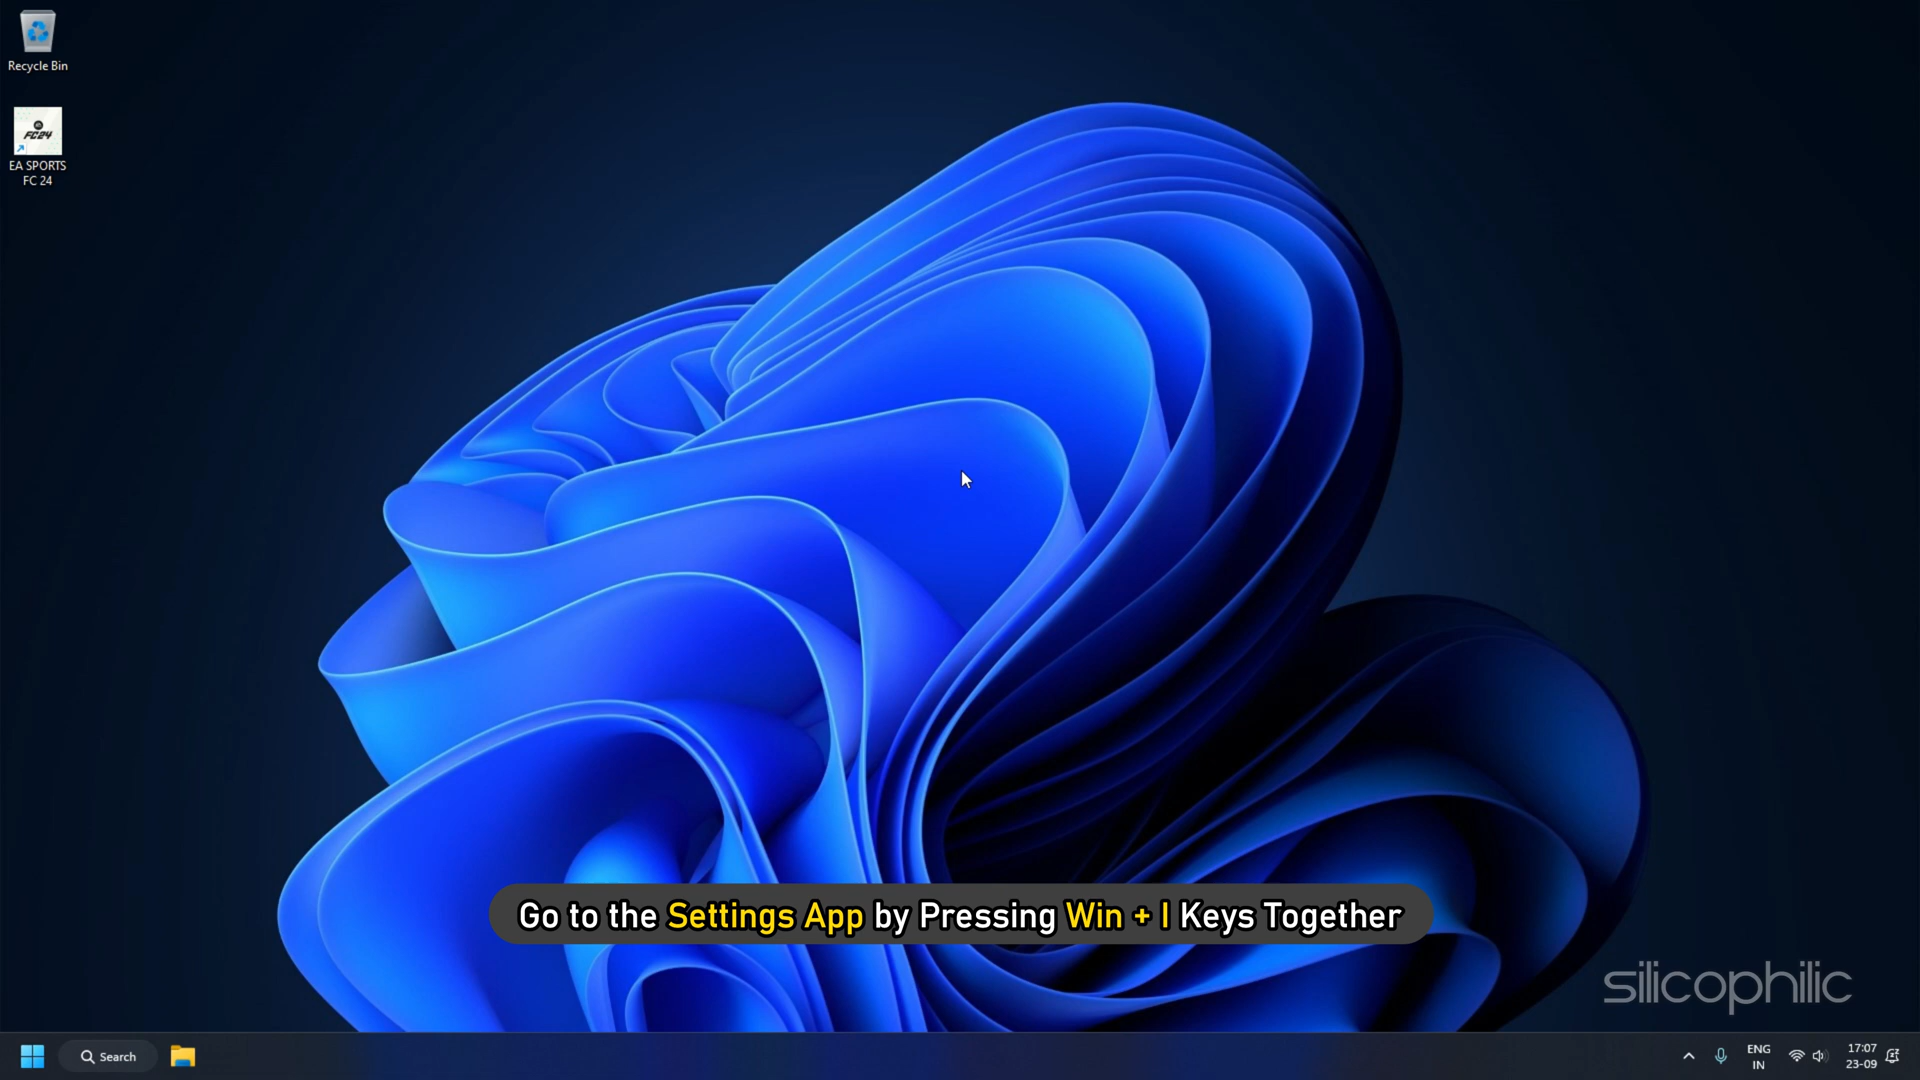 Recycle Bin
FC24
EA SPORTS
FC 24
Go to the Settings App by Pressing Win + I Keys Together
silicophilic
Search
ENG
IN
17:07
23-09